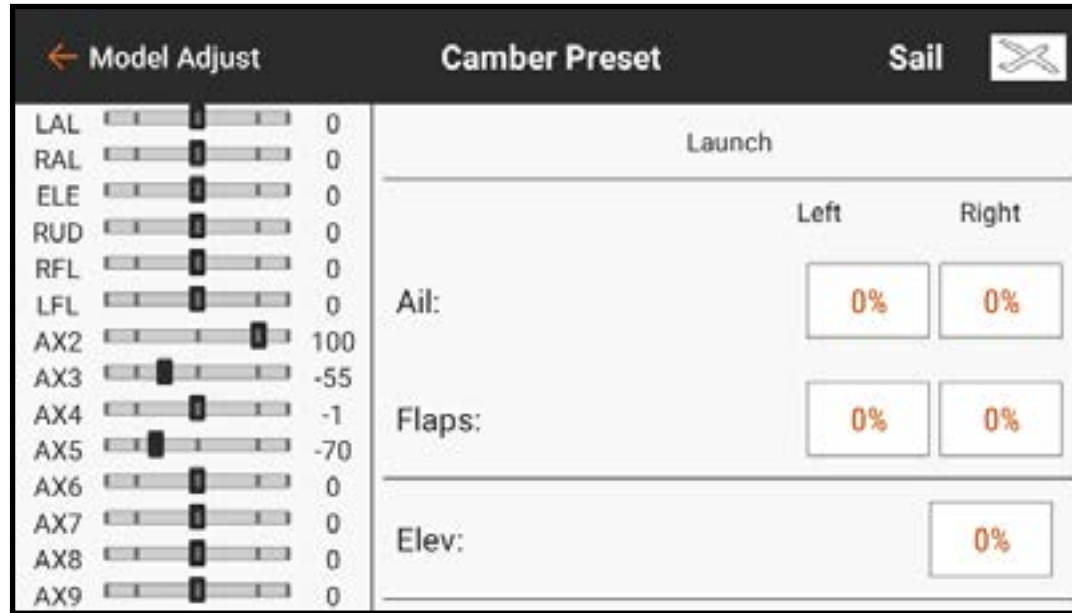 ← Model Adjust Camber Preset Sail
LAL 0
RAL 0
ELE 0
RUD 0
RFL 0
LFL 0
AX2 100
AX3 -55
AX4 -1
AX5 -70
AX6 0
AX7 0
AX8 0
AX9 0
Launch
Left Right
Ail: 0% 0%
Flaps: 0% 0%
Elev: 0%